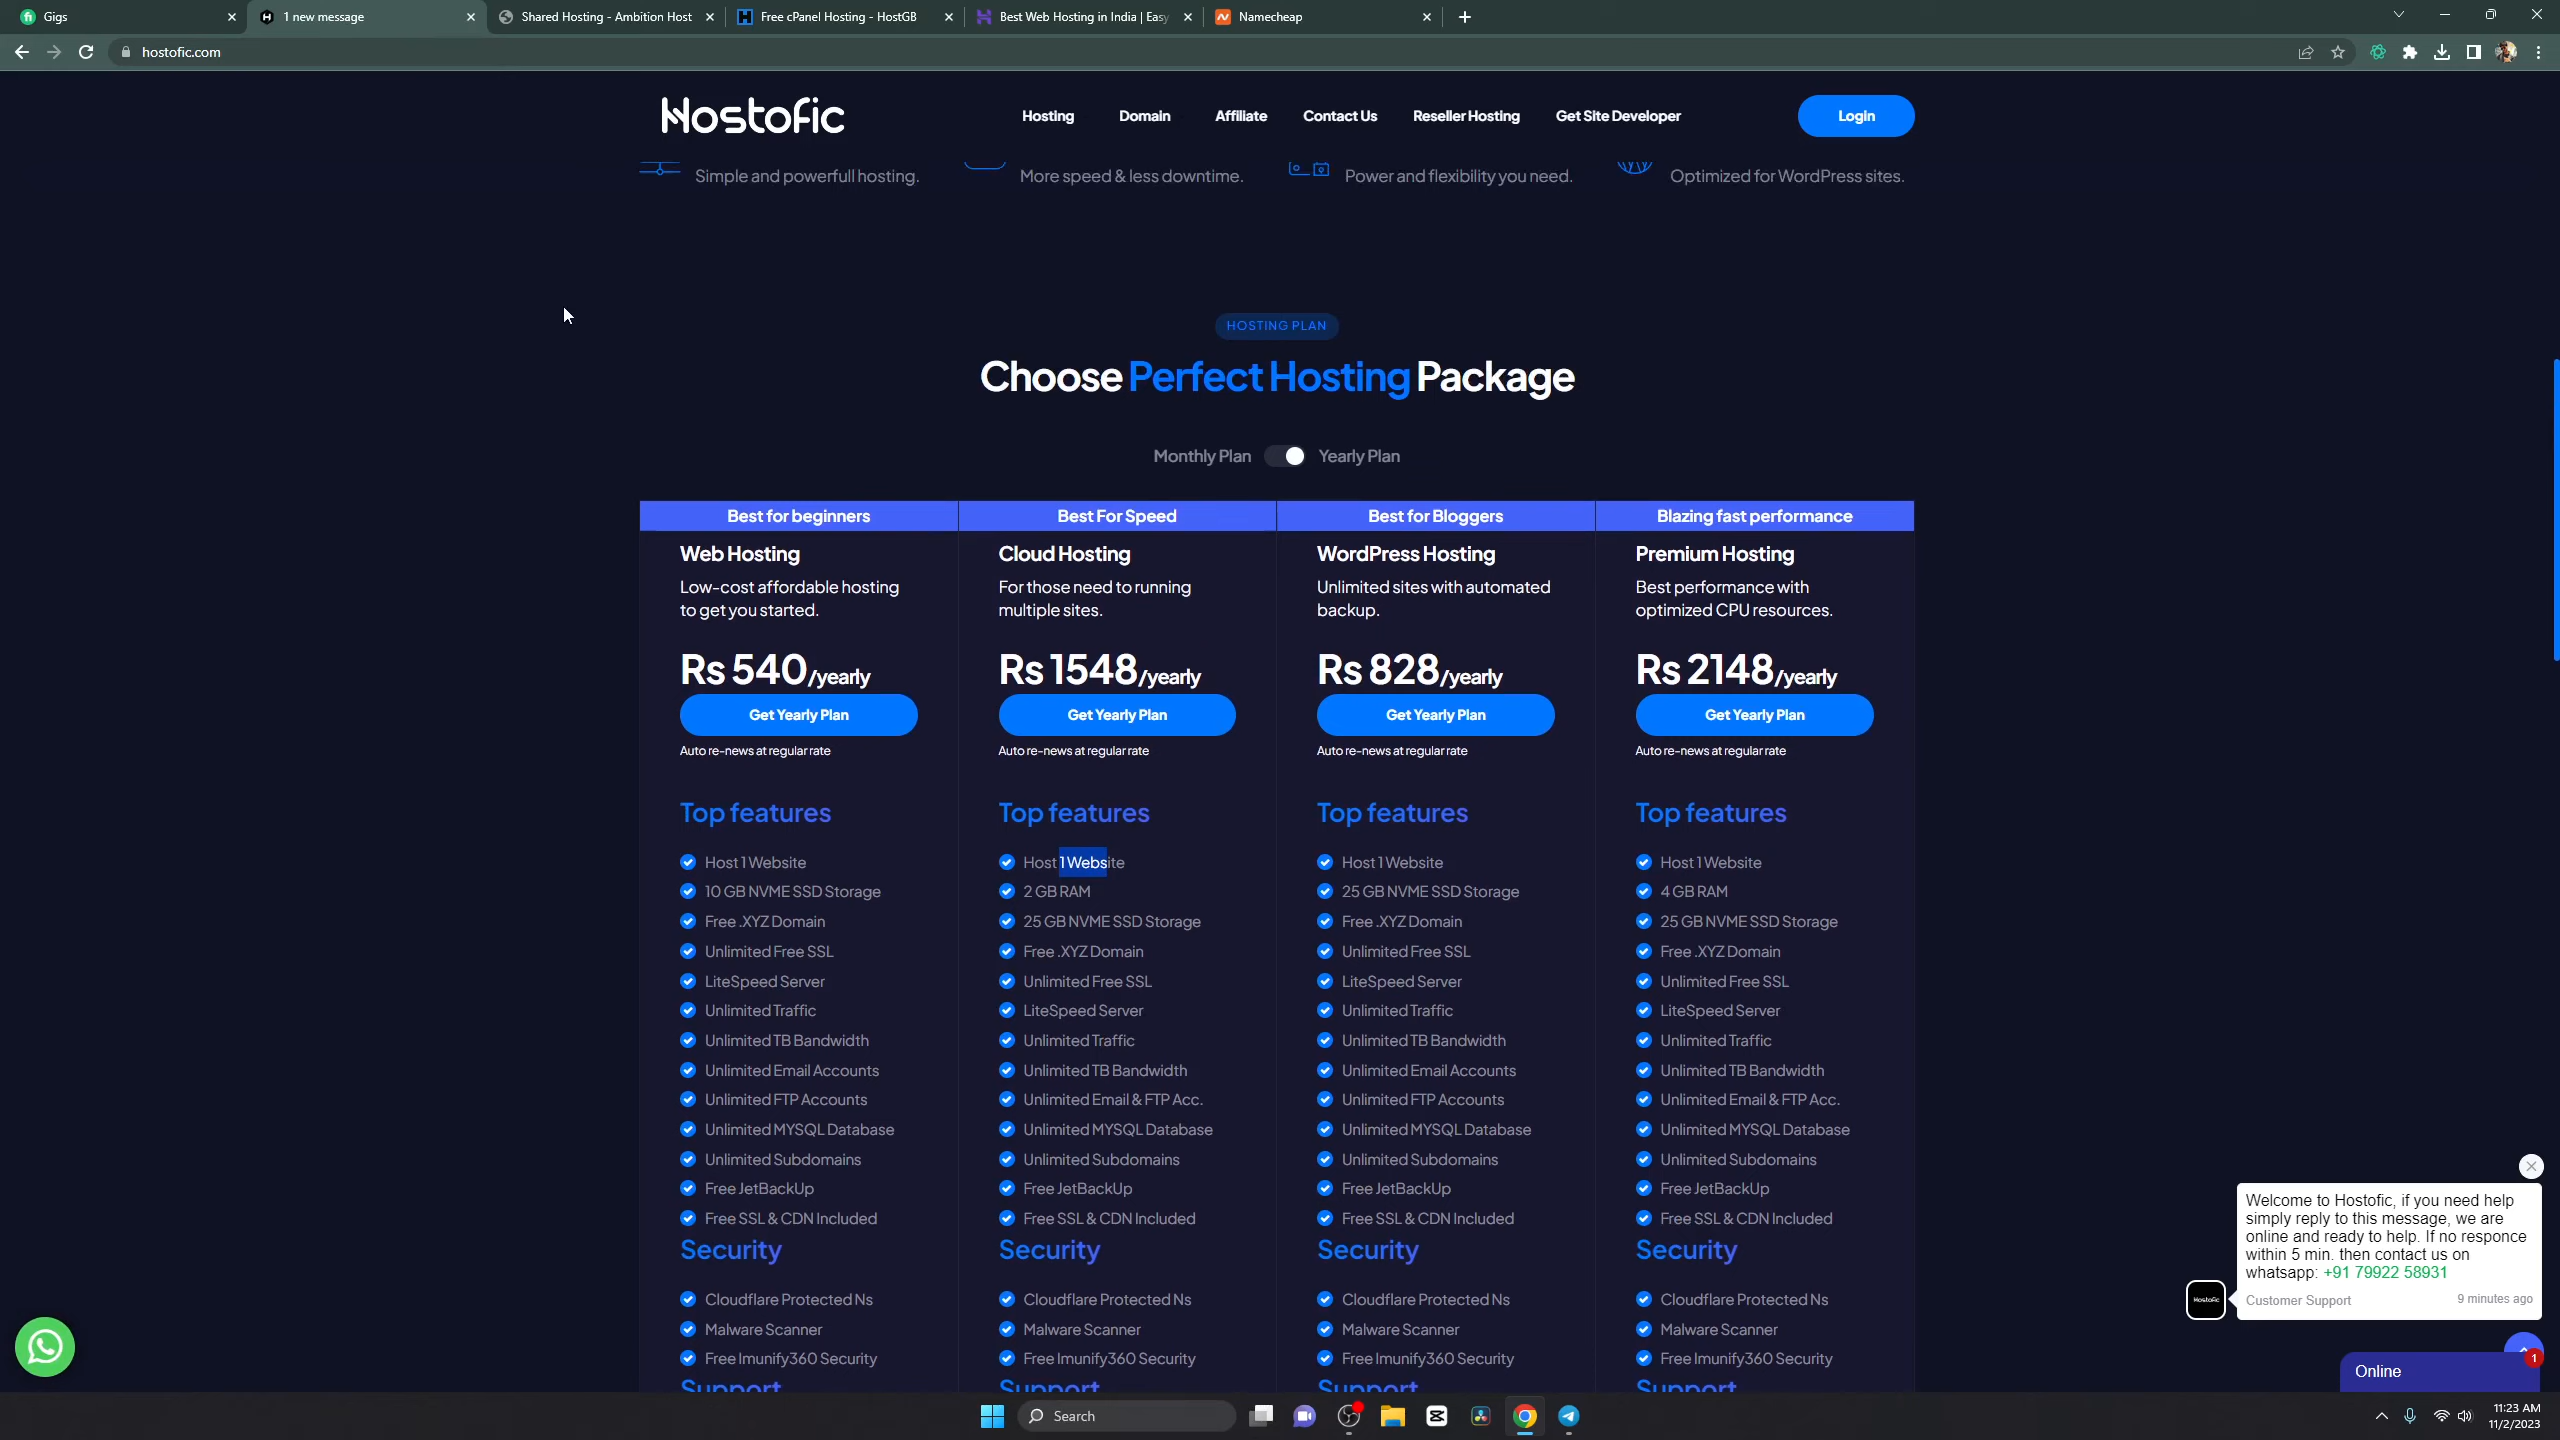 Gigs
1 new message
Shared Hosting - Ambition Host
Free cPanel Hosting - HostGB
Best Web Hosting in India | Easy
Namecheap
hostofic.com
Hostofic
Hosting
Domain
Affiliate
Contact Us
Reseller Hosting
Get Site Developer
Login
Simple and powerfull hosting.
More speed & less downtime.
Power and flexibility you need.
Optimized for WordPress sites.
HOSTING PLAN
Choose Perfect Hosting Package
Monthly Plan
Yearly Plan
Best for beginners
Web Hosting
Low-cost affordable hosting
to get you started.
Rs 540/yearly
Get Yearly Plan
Auto re-news at regular rate
Top features
Host 1 Website
10 GB NVME SSD Storage
Free .XYZ Domain
Unlimited Free SSL
LiteSpeed Server
Unlimited Traffic
Unlimited TB Bandwidth
Unlimited Email Accounts
Unlimited FTP Accounts
Unlimited MYSQL Database
Unlimited Subdomains
Free JetBackUp
Free SSL & CDN Included
Security
Cloudflare Protected Ns
Malware Scanner
Free Imunify360 Security
Support
Best For Speed
Cloud Hosting
For those need to running
multiple sites.
Rs 1548/yearly
Get Yearly Plan
Auto re-news at regular rate
Top features
Host 1 Website
2 GB RAM
25 GB NVME SSD Storage
Free .XYZ Domain
Unlimited Free SSL
LiteSpeed Server
Unlimited Traffic
Unlimited TB Bandwidth
Unlimited Email & FTP Acc.
Unlimited MYSQL Database
Unlimited Subdomains
Free JetBackUp
Free SSL & CDN Included
Security
Cloudflare Protected Ns
Malware Scanner
Free Imunify360 Security
Support
Best for Bloggers
WordPress Hosting
Unlimited sites with automated
backup.
Rs 828/yearly
Get Yearly Plan
Auto re-news at regular rate
Top features
Host 1 Website
25 GB NVME SSD Storage
Free .XYZ Domain
Unlimited Free SSL
LiteSpeed Server
Unlimited Traffic
Unlimited TB Bandwidth
Unlimited Email Accounts
Unlimited FTP Accounts
Unlimited MYSQL Database
Unlimited Subdomains
Free JetBackUp
Free SSL & CDN Included
Security
Cloudflare Protected Ns
Malware Scanner
Free Imunify360 Security
Support
Blazing fast performance
Premium Hosting
Best performance with
optimized CPU resources.
Rs 2148/yearly
Get Yearly Plan
Auto re-news at regular rate
Top features
Host 1 Website
4 GB RAM
25 GB NVME SSD Storage
Free .XYZ Domain
Unlimited Free SSL
LiteSpeed Server
Unlimited Traffic
Unlimited TB Bandwidth
Unlimited Email & FTP Acc.
Unlimited MYSQL Database
Unlimited Subdomains
Free JetBackUp
Free SSL & CDN Included
Security
Cloudflare Protected Ns
Malware Scanner
Free Imunify360 Security
Support
Welcome to Hostofic, if you need help
simply reply to this message, we are
online and ready to help. If no responce
within 5 min. then contact us on
whatsapp: +91 79922 58931
Hostofic
Customer Support
9 minutes ago
1
Online
Search
11:23 AM
11/2/2023